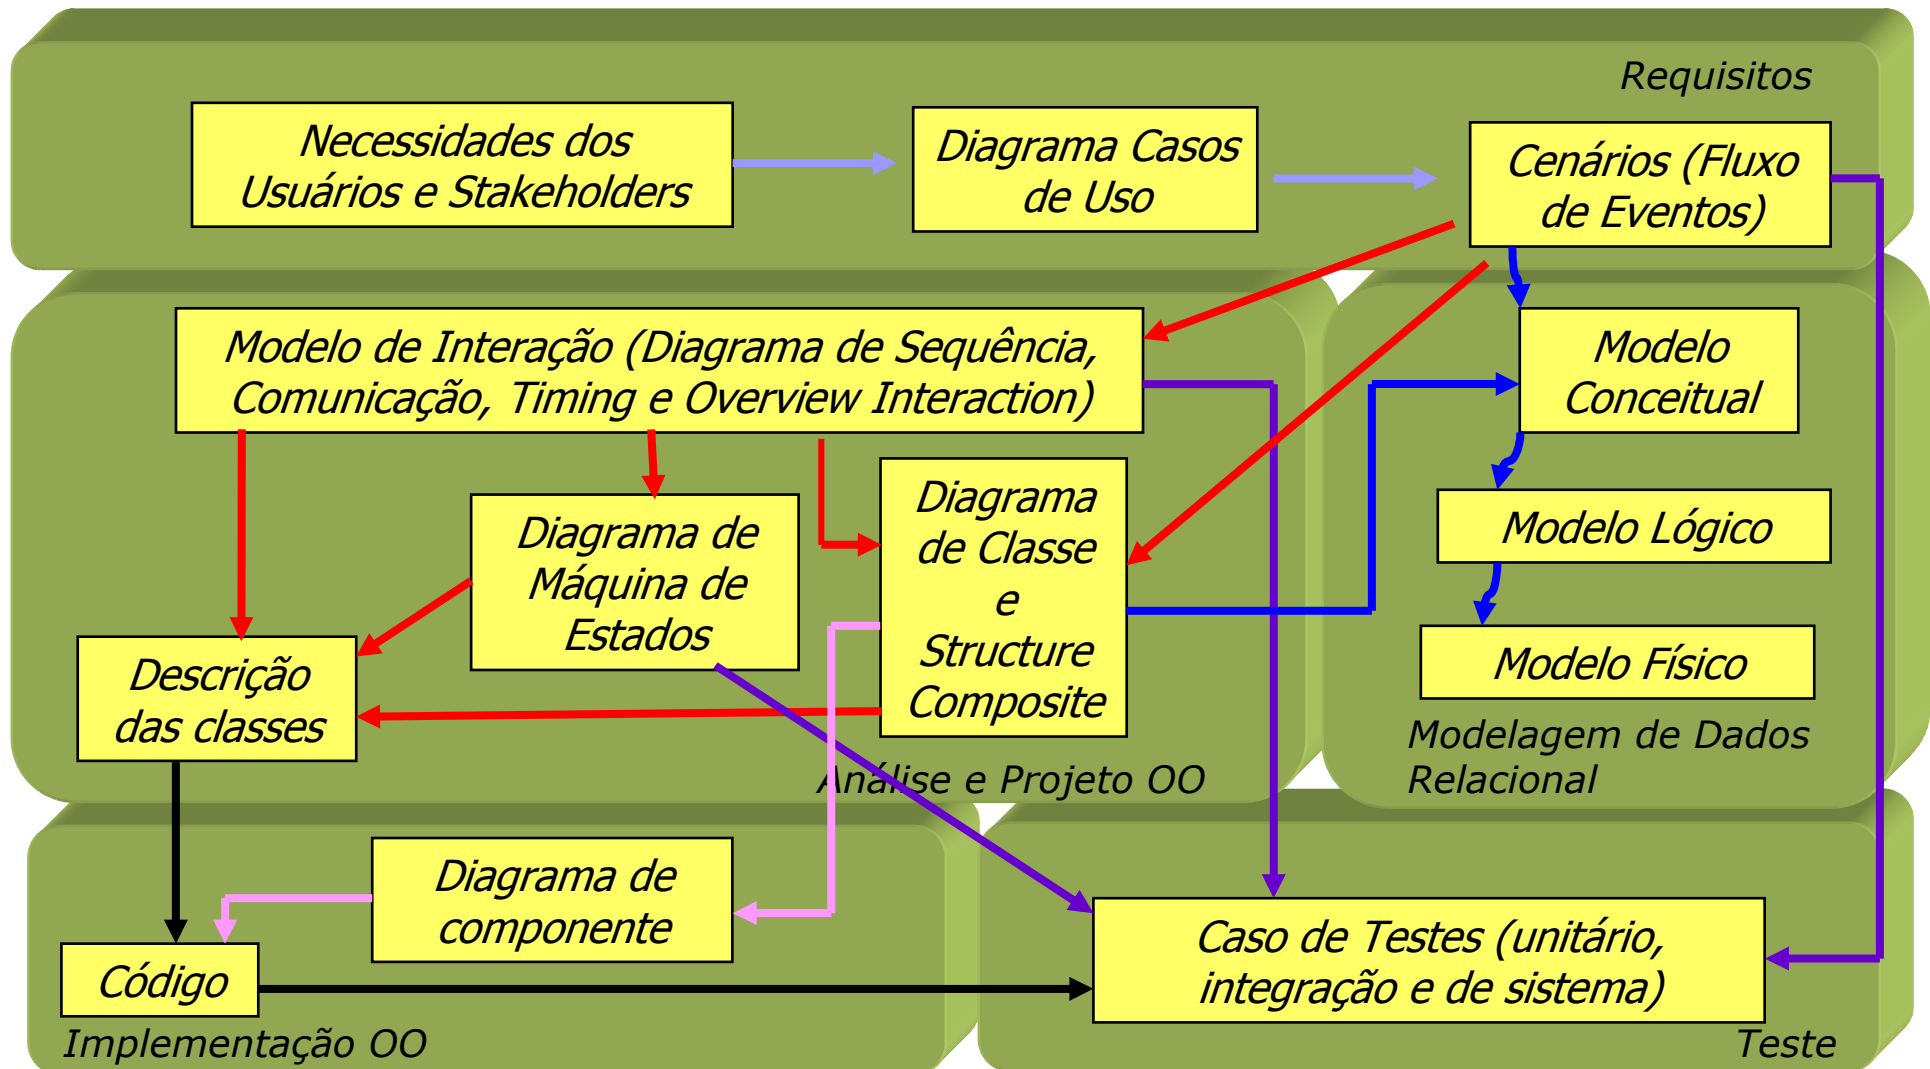 Requisitos
Necessidades dos
Usuários e Stakeholders
Diagrama Casos
de Uso
Cenários (Fluxo
de Eventos)
Modelo de Interação (Diagrama de Sequência,
Comunicação, Timing e Overview Interaction)
Modelo
Conceitual
Diagrama de
Máquina de
Estados
Diagrama
de Classe
e
Structure
Composite
Modelo Lógico
Modelo Físico
Descrição
das classes
Análise e Projeto OO
Modelagem de Dados
Relacional
Diagrama de
componente
Código
Implementação OO
Caso de Testes (unitário,
integração e de sistema)
Teste